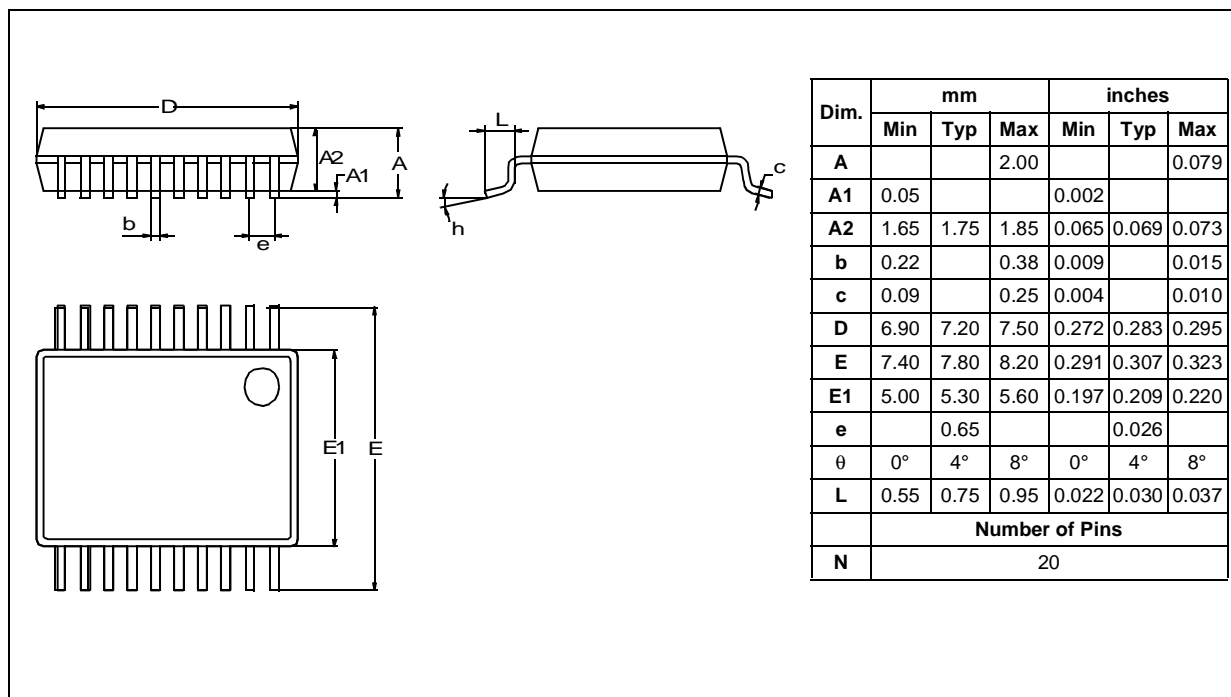 D
A2
A
A1
b
e
L
h
c
E1
E
Dim. mm inches
Min Typ Max Min Typ Max
A 2.00 0.079
A1 0.05 0.002
A2 1.65 1.75 1.85 0.065 0.069 0.073
b 0.22 0.38 0.009 0.015
c 0.09 0.25 0.004 0.010
D 6.90 7.20 7.50 0.272 0.283 0.295
E 7.40 7.80 8.20 0.291 0.307 0.323
E1 5.00 5.30 5.60 0.197 0.209 0.220
e 0.65 0.026
θ 0° 4° 8° 0° 4° 8°
L 0.55 0.75 0.95 0.022 0.030 0.037
Number of Pins
N 20